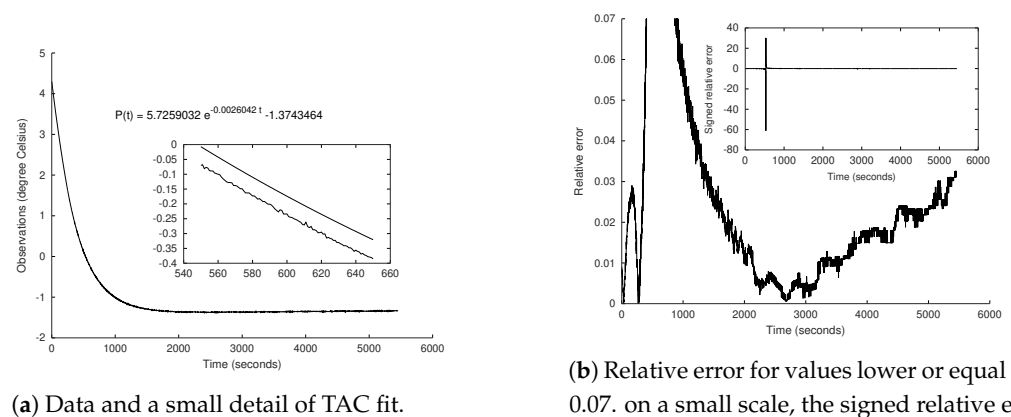 5
4
3
2
1
0
-1
-2
Observations (degree Celsius)
P(t) = 5.7259032 e^-0.0026042 t -1.3743464
0
-0.05
-0.1
-0.15
-0.2
-0.25
-0.3
-0.35
-0.4
540 560 580 600 620 640 660
0 1000 2000 3000 4000 5000 6000
Time (seconds)
(a) Data and a small detail of TAC fit.
0.07
0.06
0.05
0.04
0.03
0.02
0.01
0
Relative error
40
20
0
-20
-40
-60
-80
Signed relative error
0 1000 2000 3000 4000 5000 6000
Time (seconds)
0 1000 2000 3000 4000 5000 6000
Time (seconds)
(b) Relative error for values lower or equal
0.07. on a small scale, the signed relative e